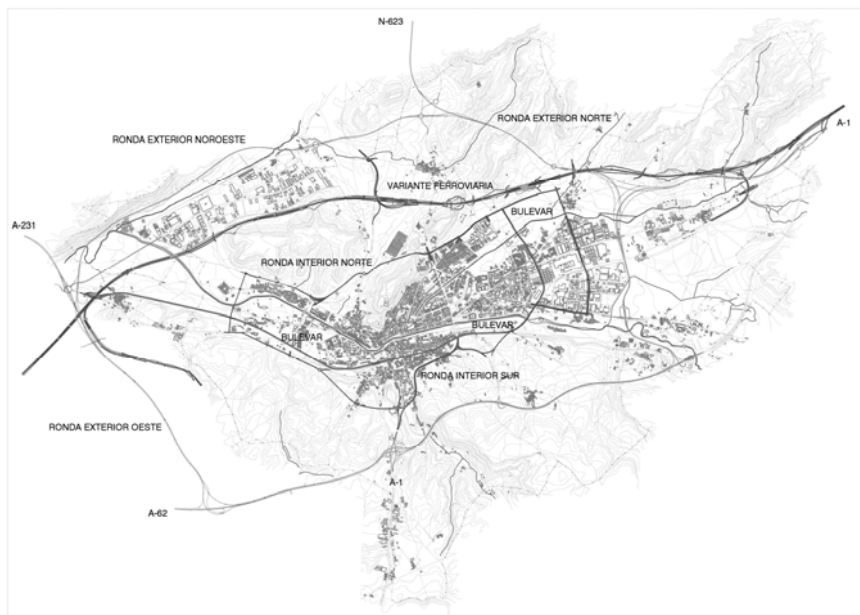 N-623
RONDA EXTERIOR NOROESTE
RONDA EXTERIOR NORTE
A-1
VARIANTE FERROVIARIA
BULEVAR
A-231
RONDA INTERIOR NORTE
BULEVAR
BULEVAR
RONDA INTERIOR SUR
RONDA EXTERIOR OESTE
A-1
A-62